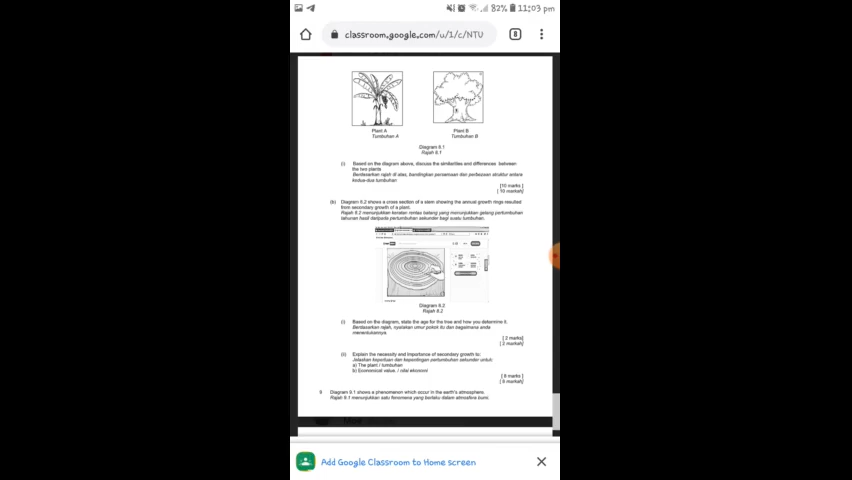 82% 11:03 pm
classroom.google.com/u/1/c/NTU
8
Plant A
Tumbuhan A
Plant B
Tumbuhan B
Diagram 8.1
Rajah 8.1
(i) Based on the diagram above, discuss the similarities and differences between
the two plants
Berdasarkan rajah di atas, bandingkan persamaan dan perbezaan struktur antara
kedua-dua tumbuhan
[10 marks ]
[ 10 markah]
(b) Diagram 8.2 shows a cross section of a stem showing the annual growth rings resulted
from secondary growth of a plant.
Rajah 8.2 menunjukkan keratan rentas batang yang menunjukkan gelang pertumbuhan
tahunan hasil daripada pertumbuhan sekunder bagi suatu tumbuhan.
Diagram 8.2
Rajah 8.2
(i) Based on the diagram, state the age for the tree and how you determine it.
Berdasarkan rajah, nyatakan umur pokok itu dan bagaimana anda
menentukannya.
[ 2 marks]
[ 2 markah]
(ii) Explain the necessity and importance of secondary growth to:
Jelaskan keperluan dan kepentingan pertumbuhan sekunder untuk:
a) The plant / tumbuhan
b) Economical value / nilai ekonomi
[ 8 marks ]
[ 8 markah]
9 Diagram 9.1 shows a phenomenon which occur in the earth's atmosphere.
Rajah 9.1 menunjukkan satu fenomena yang berlaku dalam atmosfera bumi.
Add Google Classroom to Home screen